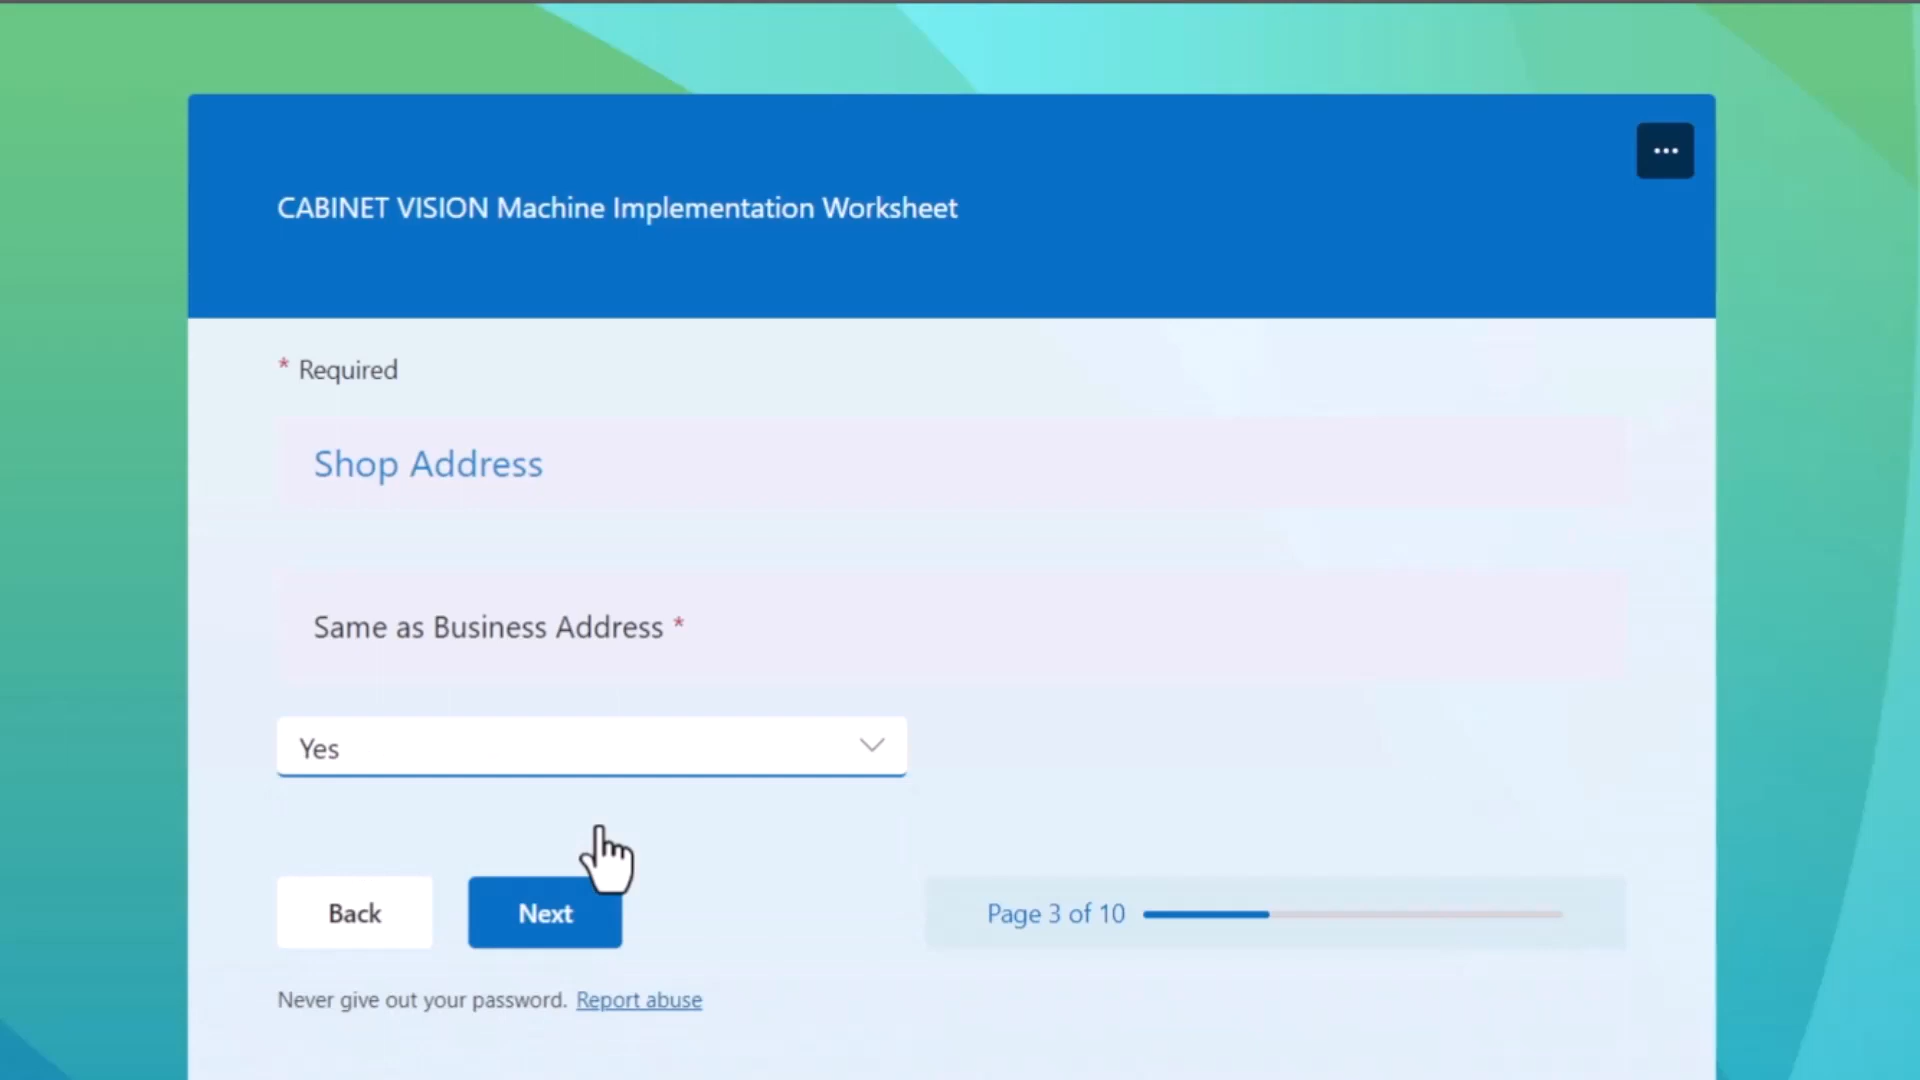 CABINET VISION Machine Implementation Worksheet
* Required
Shop Address
Same as Business Address *
Yes
Back
Next
Page 3 of 10
Never give out your password. Report abuse